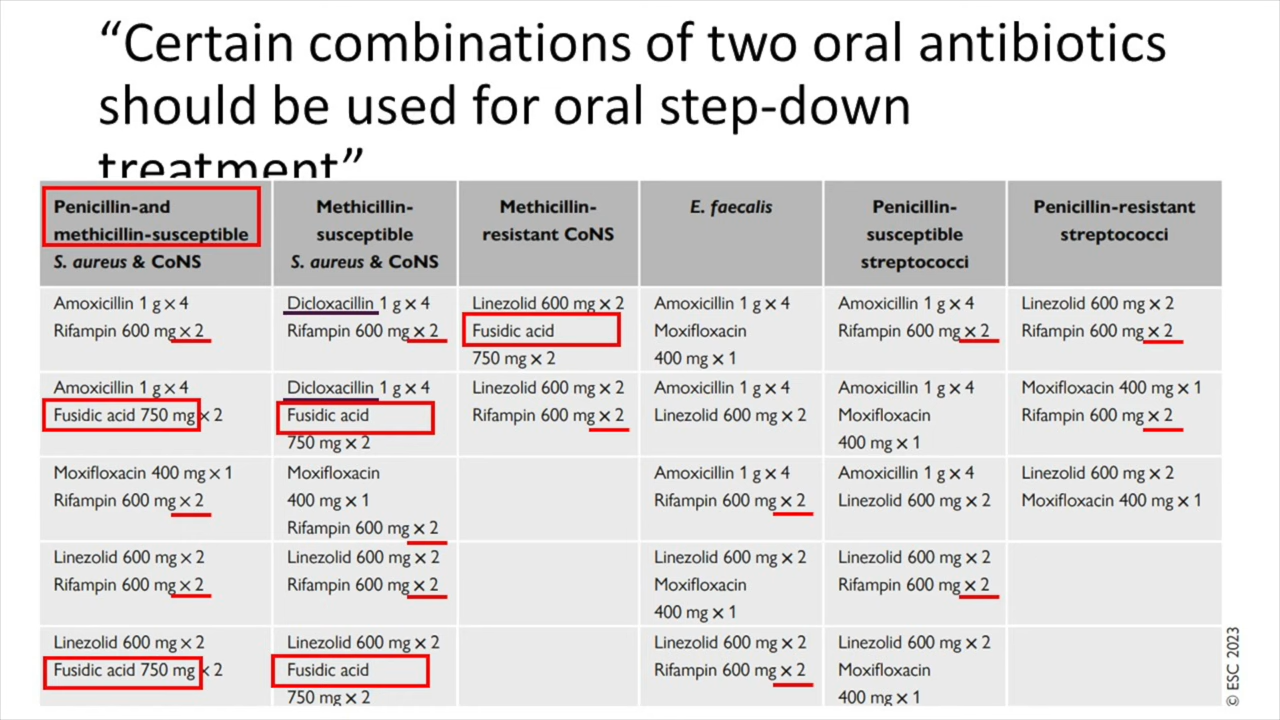 “Certain combinations of two oral antibiotics
should be used for oral step-down
treatment”
Penicillin-and
methicillin-susceptible
S. aureus & CoNS
Methicillin-
susceptible
S. aureus & CoNS
Methicillin-
resistant CoNS
E. faecalis
Penicillin-
susceptible
streptococci
Penicillin-resistant
streptococci
Amoxicillin 1 g × 4
Rifampin 600 mg × 2
Dicloxacillin 1 g × 4
Rifampin 600 mg × 2
Linezolid 600 mg × 2
Fusidic acid
750 mg × 2
Amoxicillin 1 g × 4
Moxifloxacin
400 mg × 1
Amoxicillin 1 g × 4
Rifampin 600 mg × 2
Linezolid 600 mg × 2
Rifampin 600 mg × 2
Amoxicillin 1 g × 4
Fusidic acid 750 mg × 2
Dicloxacillin 1 g × 4
Fusidic acid
750 mg × 2
Linezolid 600 mg × 2
Rifampin 600 mg × 2
Amoxicillin 1 g × 4
Linezolid 600 mg × 2
Amoxicillin 1 g × 4
Moxifloxacin
400 mg × 1
Moxifloxacin 400 mg × 1
Rifampin 600 mg × 2
Moxifloxacin 400 mg × 1
Rifampin 600 mg × 2
Moxifloxacin
400 mg × 1
Rifampin 600 mg × 2
Amoxicillin 1 g × 4
Rifampin 600 mg × 2
Amoxicillin 1 g × 4
Linezolid 600 mg × 2
Linezolid 600 mg × 2
Moxifloxacin 400 mg × 1
Linezolid 600 mg × 2
Rifampin 600 mg × 2
Linezolid 600 mg × 2
Rifampin 600 mg × 2
Linezolid 600 mg × 2
Moxifloxacin
400 mg × 1
Linezolid 600 mg × 2
Rifampin 600 mg × 2
Linezolid 600 mg × 2
Fusidic acid 750 mg × 2
Linezolid 600 mg × 2
Fusidic acid
750 mg × 2
Linezolid 600 mg × 2
Rifampin 600 mg × 2
Linezolid 600 mg × 2
Moxifloxacin
400 mg × 1
© ESC 2023